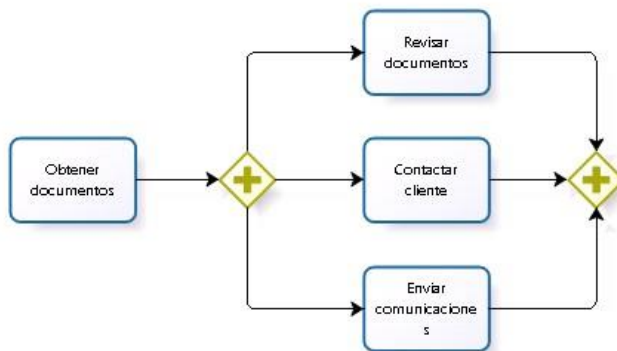 Revisar
documentos
Obtener
documentos
Contactar
cliente
Enviar
comunicacione
s